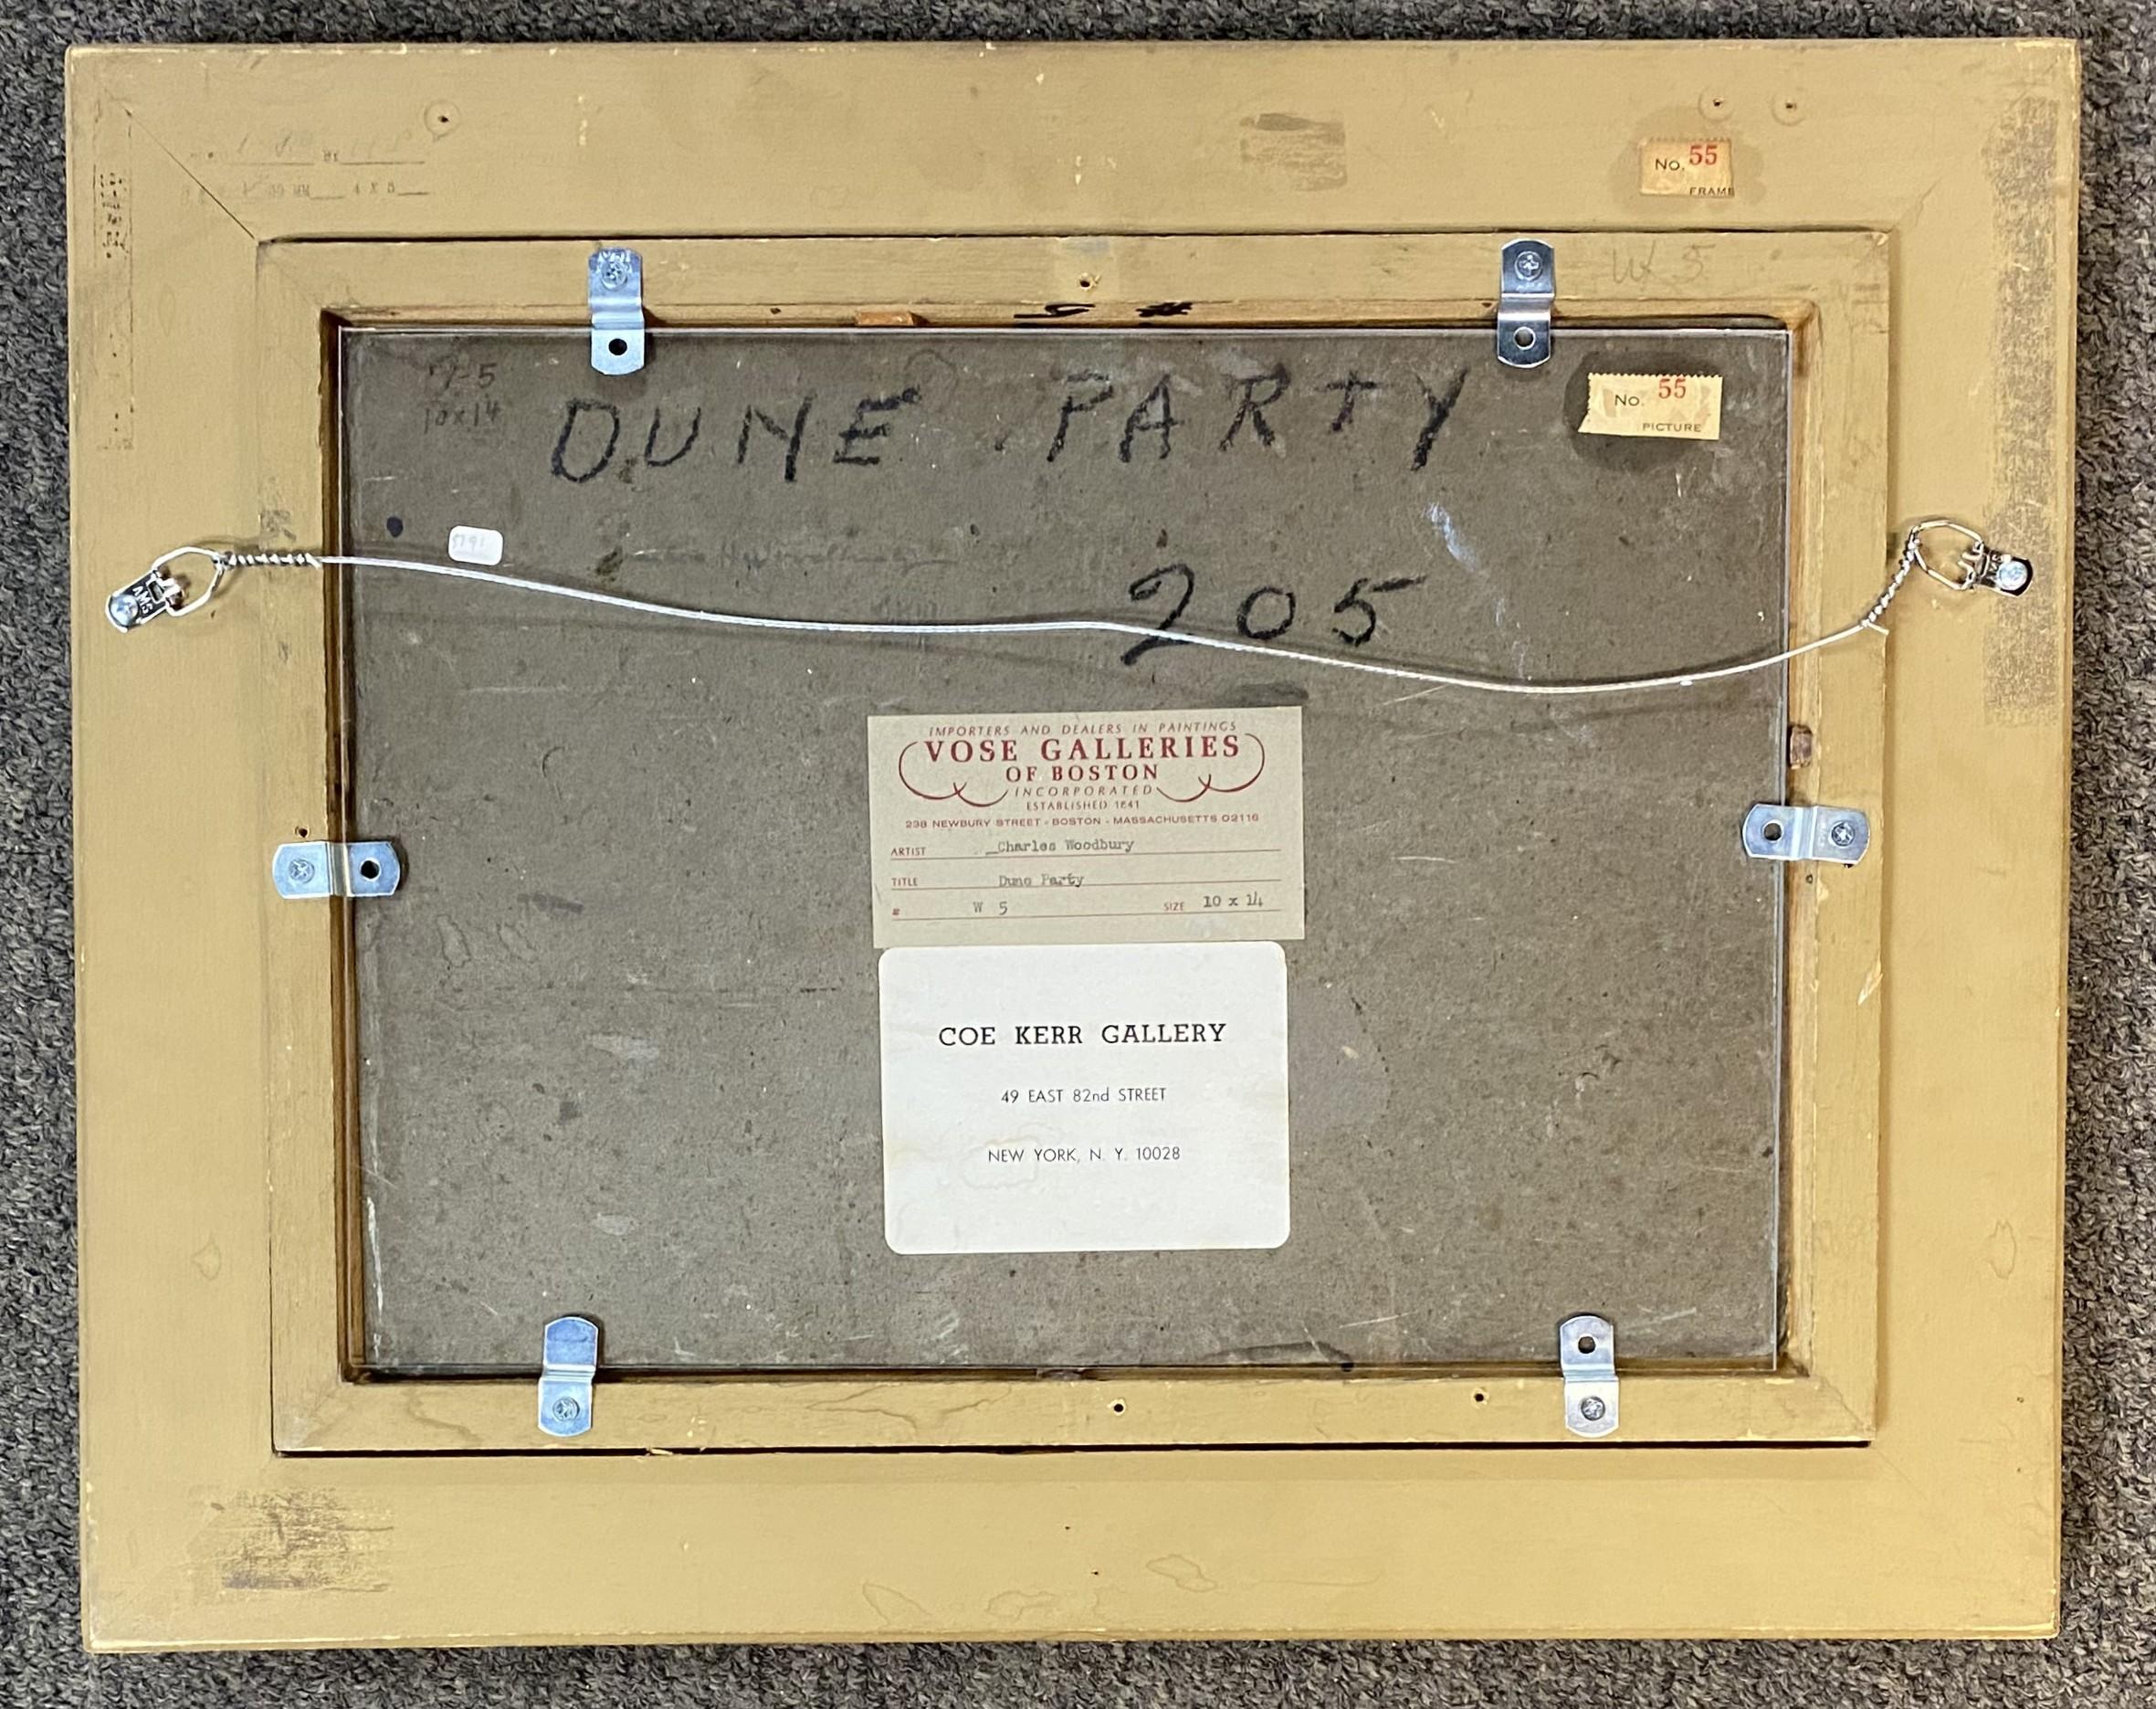 No. 55
FRAME
W 5
W-5
10x14
DUNE PARTY
No. 55
PICTURE
205
IMPORTERS AND DEALERS IN PAINTINGS
VOSE GALLERIES
OF BOSTON
INCORPORATED
ESTABLISHED 1841
238 NEWBURY STREET - BOSTON - MASSACHUSETTS 02116
ARTIST Charles Woodbury
TITLE Dune Party
# W 5 SIZE 10 x 14
COE KERR GALLERY
49 EAST 82nd STREET
NEW YORK, N. Y. 10028